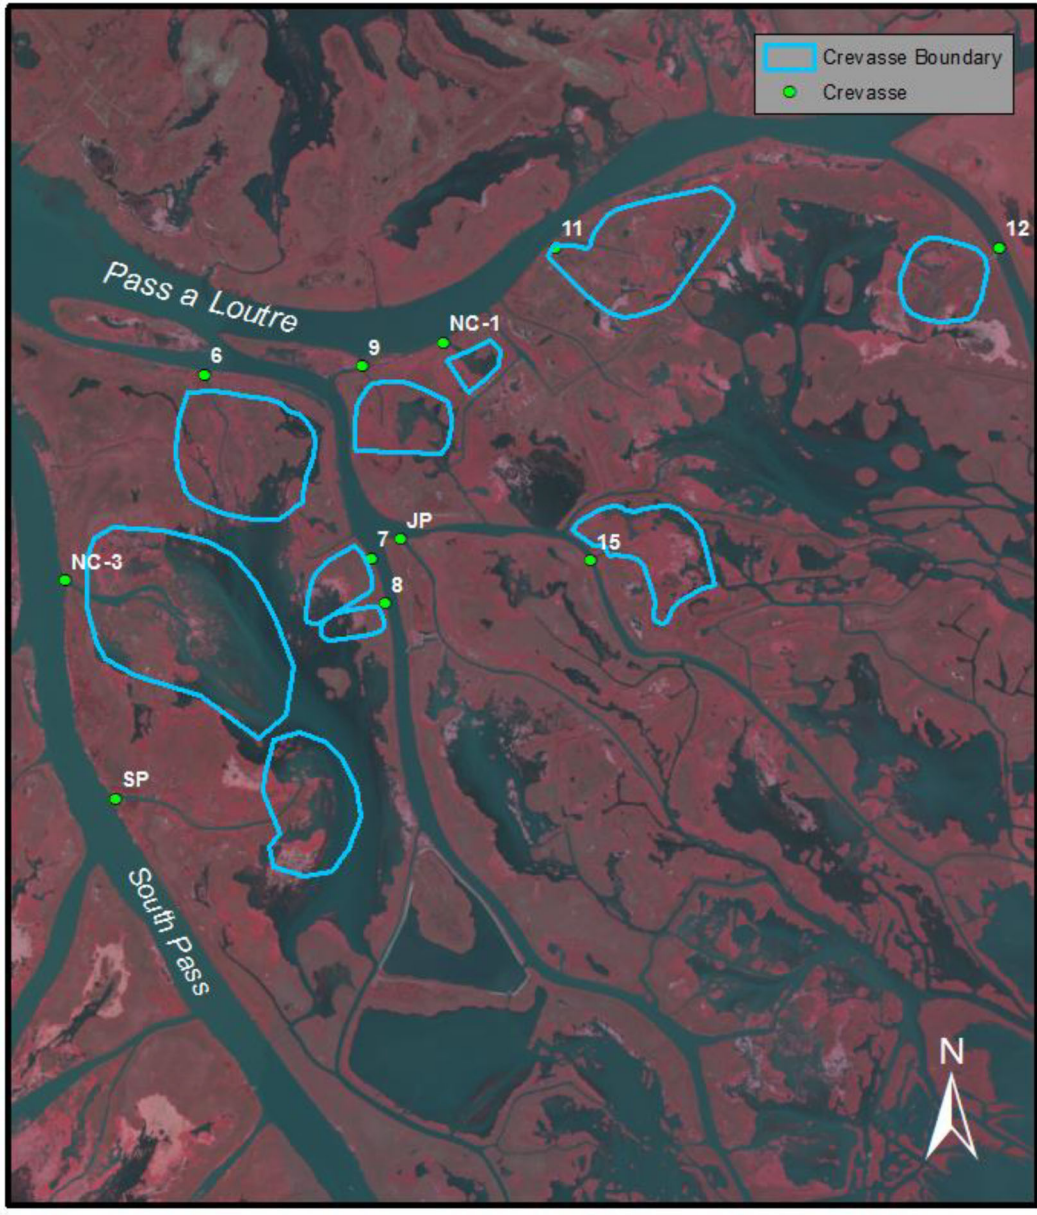 Crevasse Boundary
Crevasse
11
12
Pass a Loutre
NC-1
9
6
JP
7
15
NC-3
8
SP
South Pass
N